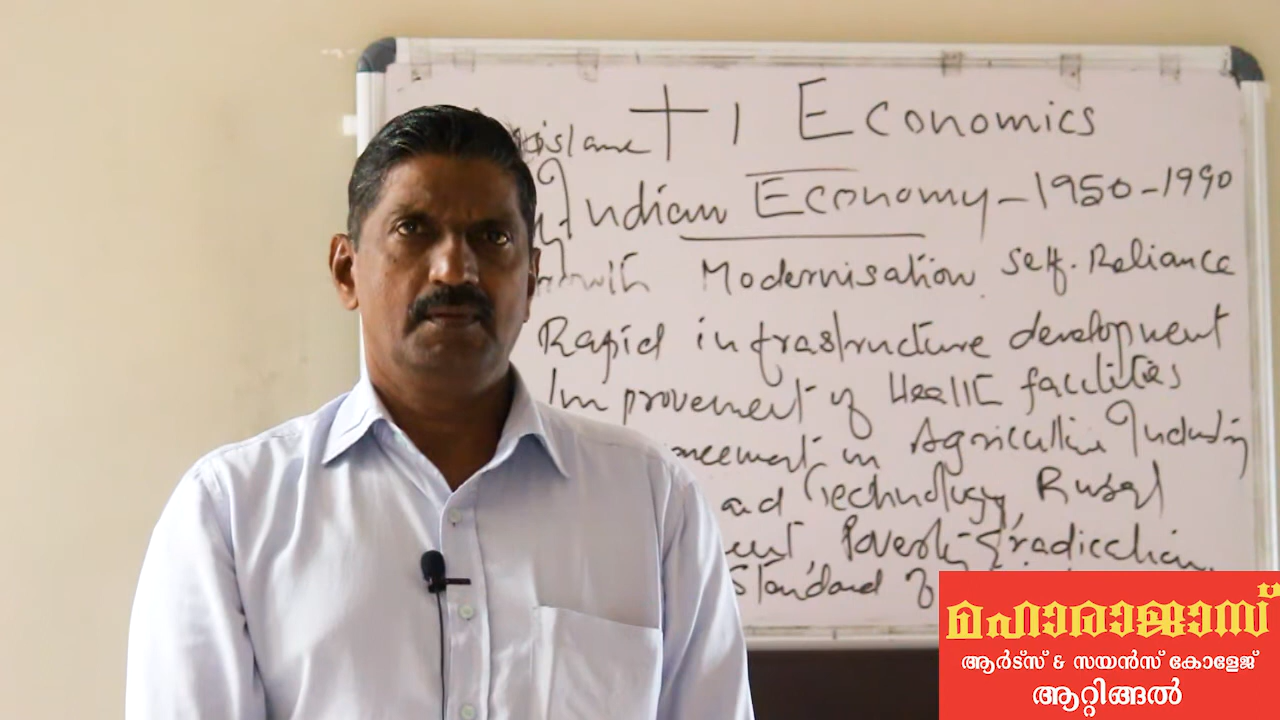 +1 Economics
Indian Economy - 1950-1990
Modernisation Self-Reliance
Rapid infrastructure development
Improvement of Health facilities
in Agriculture Industry
and Technology, Rural
Poverty Eradication
Standard of
മഹാരാജാസ്
ആർട്സ് & സയൻസ് കോളേജ്
ആറ്റിങ്ങൽ